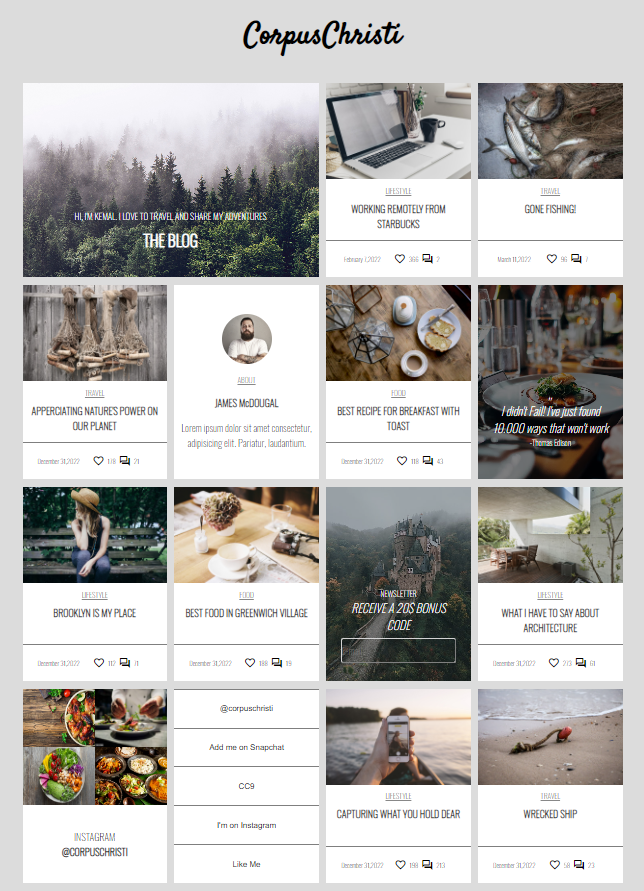 CorpusChristi
HI, I'M KEMAL. I LOVE TO TRAVEL AND SHARE MY ADVENTURES
THE BLOG
LIFESTYLE
WORKING REMOTELY FROM
STARBUCKS
February 7,2022 366 2
TRAVEL
GONE FISHING!
March 11,2022 96 7
TRAVEL
APPERCIATING NATURE'S POWER ON
OUR PLANET
December 31,2022 178 21
ABOUT
JAMES McDOUGAL
Lorem ipsum dolor sit amet consectetur,
adipisicing elit. Pariatur, laudantium.
FOOD
BEST RECIPE FOR BREAKFAST WITH
TOAST
December 31,2022 118 43
I didn't Fail! I've just found
10.000 ways that won't work
-Thomas Edison
LIFESTYLE
BROOKLYN IS MY PLACE
December 31,2022 112 71
FOOD
BEST FOOD IN GREENWICH VILLAGE
December 31,2022 188 19
NEWSLETTER
RECEIVE A 20$ BONUS
CODE
LIFESTYLE
WHAT I HAVE TO SAY ABOUT
ARCHITECTURE
December 31,2022 273 61
INSTAGRAM
@CORPUSCHRISTI
@corpuschristi
Add me on Snapchat
CC9
I'm on Instagram
Like Me
LIFESTYLE
CAPTURING WHAT YOU HOLD DEAR
December 31,2022 198 213
TRAVEL
WRECKED SHIP
December 31,2022 58 23